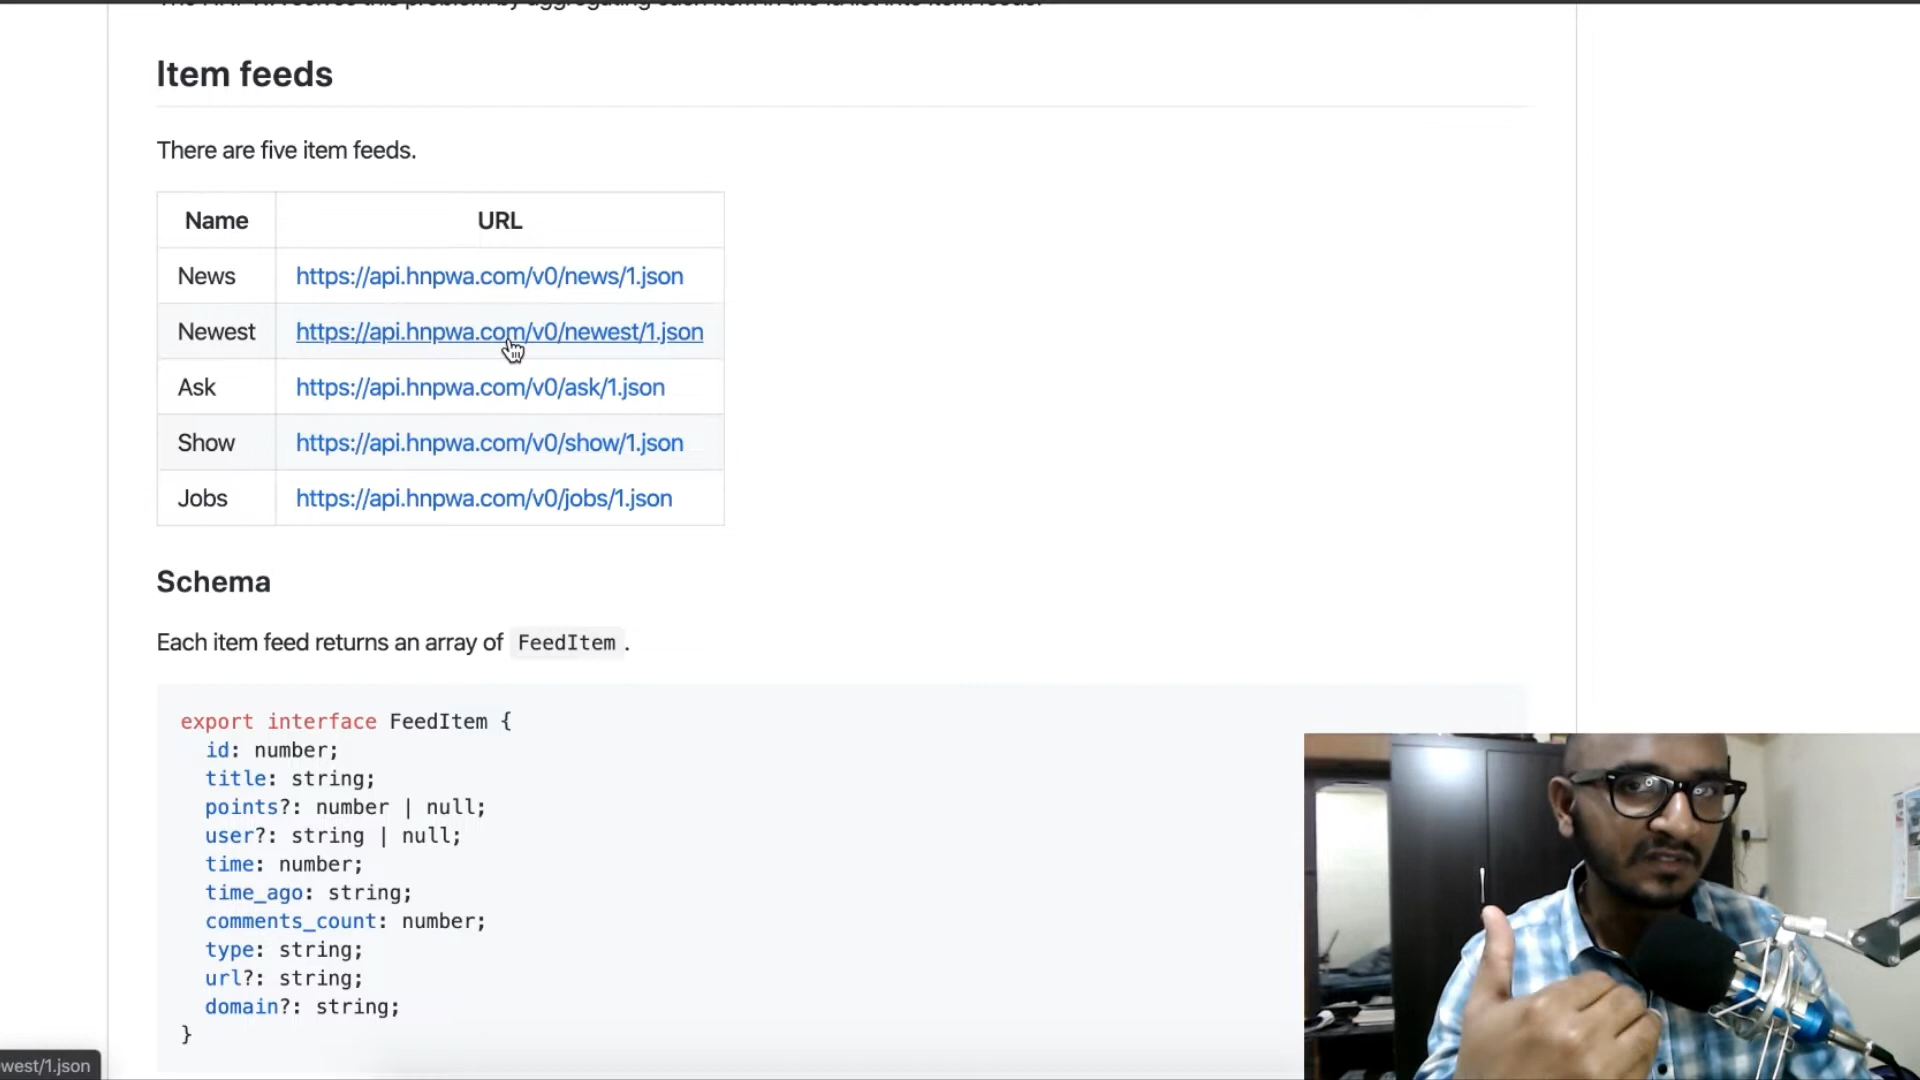 Item feeds
There are five item feeds.
Name URL
News https://api.hnpwa.com/v0/news/1.json
Newest https://api.hnpwa.com/v0/newest/1.json
Ask https://api.hnpwa.com/v0/ask/1.json
Show https://api.hnpwa.com/v0/show/1.json
Jobs https://api.hnpwa.com/v0/jobs/1.json
Schema
Each item feed returns an array of FeedItem .
export interface FeedItem {
id: number;
title: string;
points?: number | null;
user?: string | null;
time: number;
time_ago: string;
comments_count: number;
type: string;
url?: string;
domain?: string;
}
west/1.json